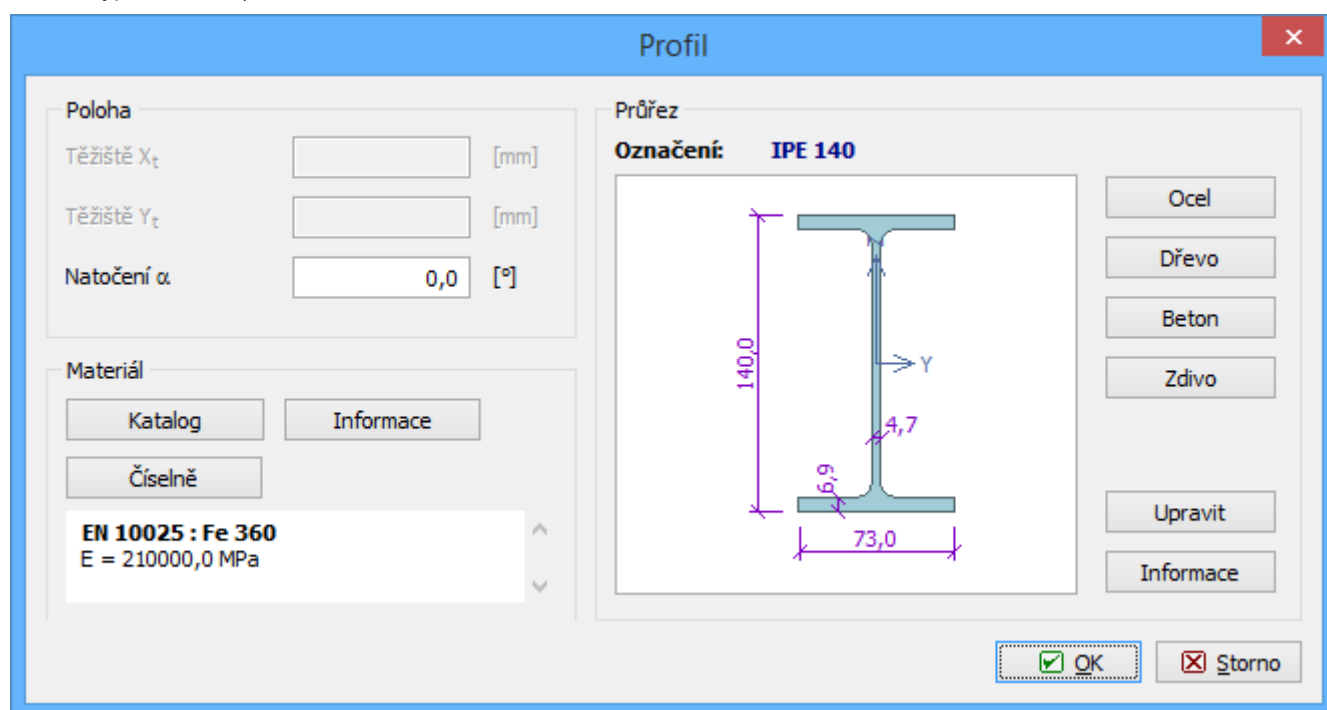 Profil
Poloha
Těžiště Xt [mm]
Těžiště Yt [mm]
Natočení α 0,0 [°]
Materiál
Katalog Informace
Číselně
EN 10025 : Fe 360
E = 210000,0 MPa
Průřez
Označení: IPE 140
140,0
Y
4,7
6,9
73,0
Ocel
Dřevo
Beton
Zdivo
Upravit
Informace
OK Storno